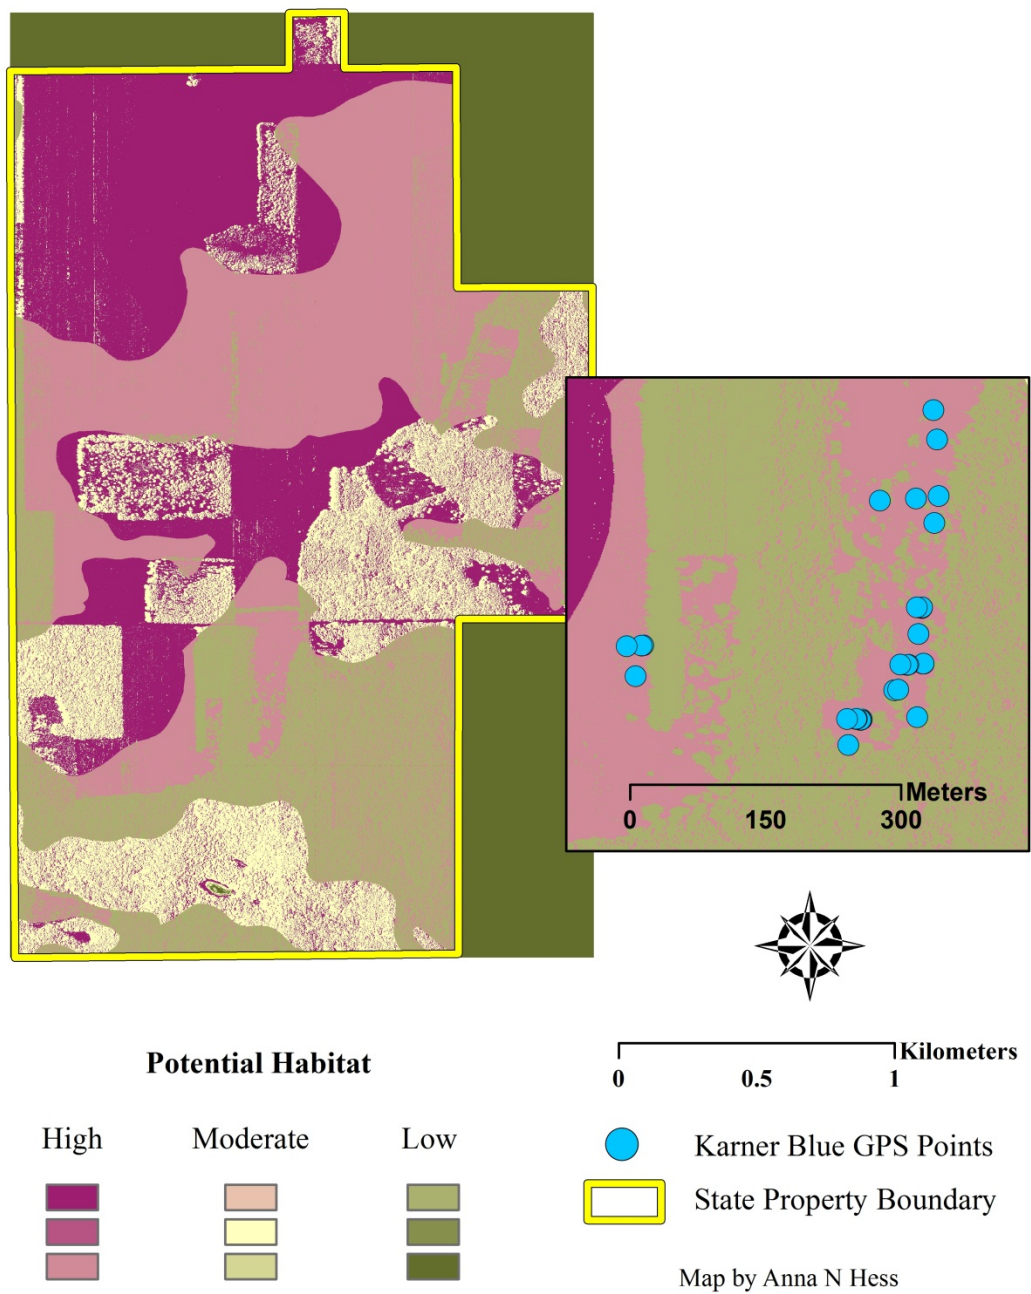 Meters
0 150 300
Kilometers
0 0.5 1
Potential Habitat
High Moderate Low
Karner Blue GPS Points
State Property Boundary
Map by Anna N Hess